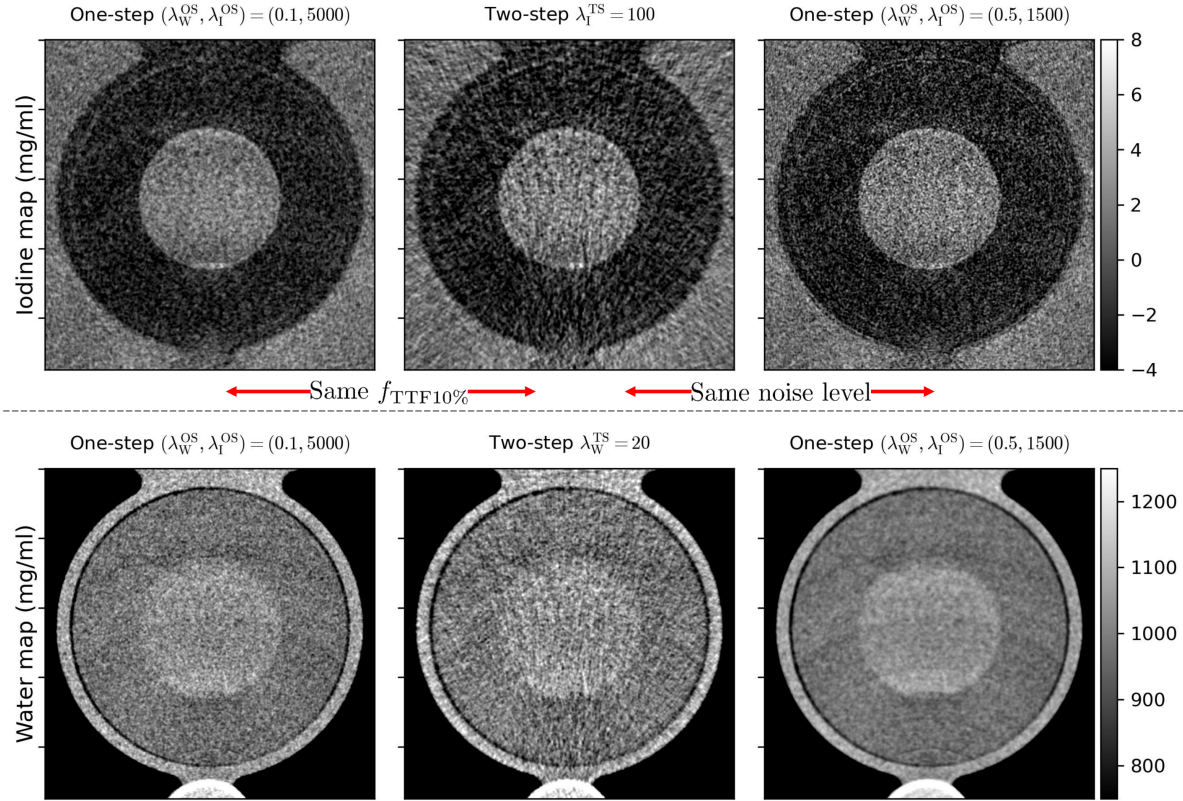 One-step (λ_W^OS, λ_I^OS) = (0.1, 5000)
Two-step λ_I^TS = 100
One-step (λ_W^OS, λ_I^OS) = (0.5, 1500)
Iodine map (mg/ml)
8
6
4
2
0
−2
−4
Same f_TTF10%
Same noise level
One-step (λ_W^OS, λ_I^OS) = (0.1, 5000)
Two-step λ_W^TS = 20
One-step (λ_W^OS, λ_I^OS) = (0.5, 1500)
Water map (mg/ml)
1200
1100
1000
900
800